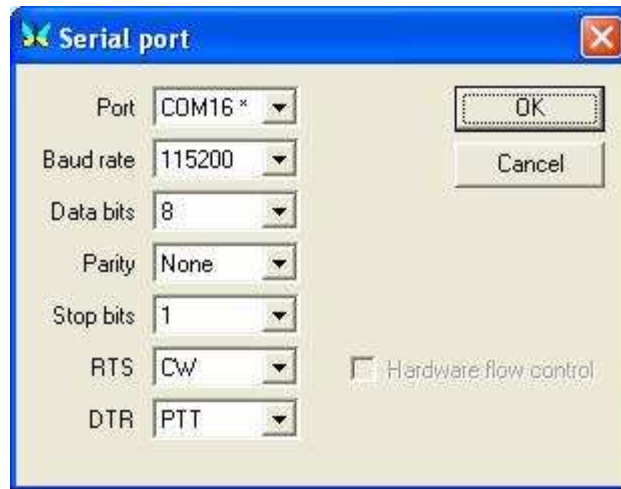 Serial port
Port COM16 * OK
Baud rate 115200 Cancel
Data bits 8
Parity None
Stop bits 1
RTS CW Hardware flow control
DTR PTT